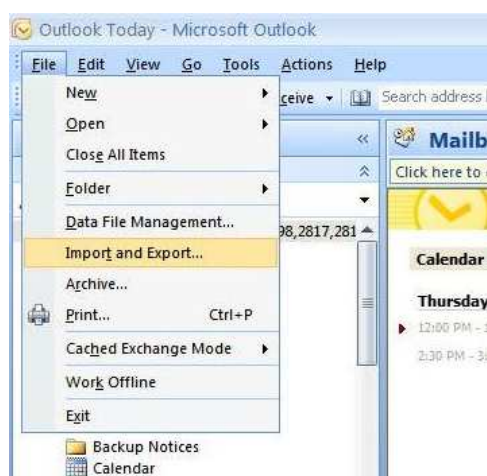 Outlook Today - Microsoft Outlook
File Edit View Go Tools Actions Help
New
ceive
Search address
Open
Close All Items
Mailb
Folder
Click here to
Data File Management...
98,2817,281
Import and Export...
Calendar
Archive...
Thursday
Print... Ctrl+P
12:00 PM -
Cached Exchange Mode
2:30 PM - 3:
Work Offline
Exit
Backup Notices
Calendar